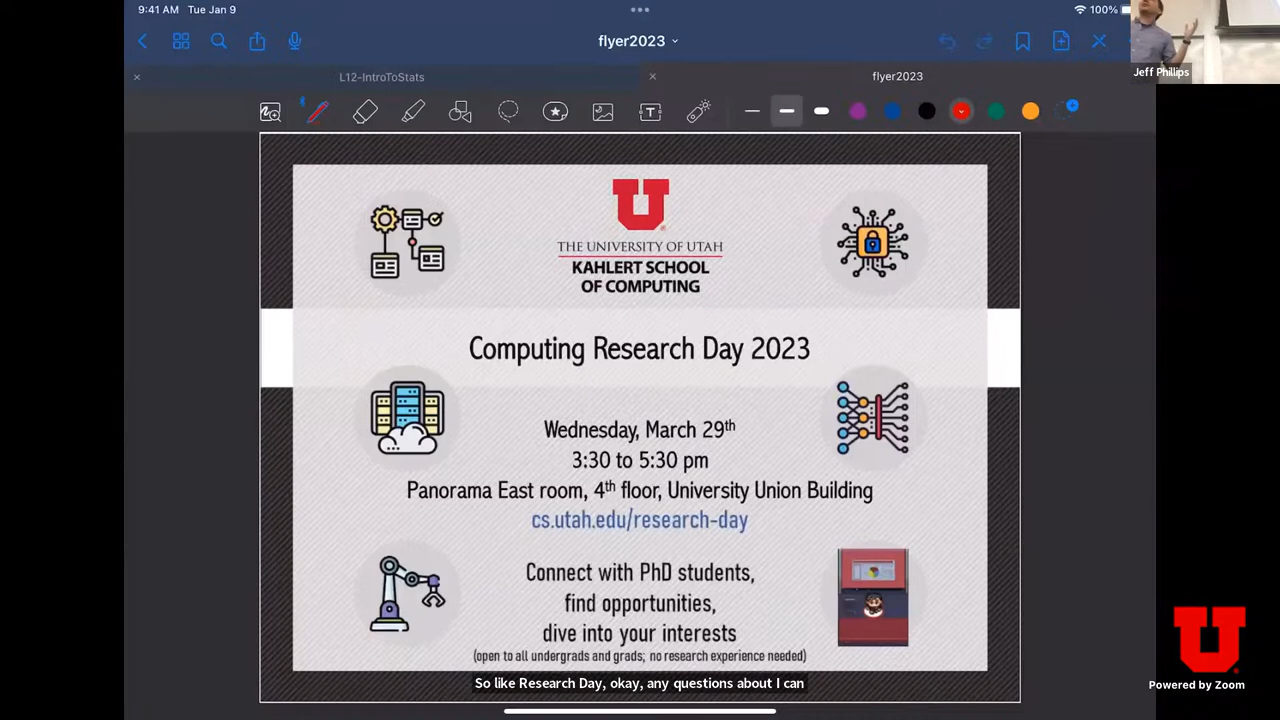 9:41 AM Tue Jan 9
100%
flyer2023
L12-IntroToStats
flyer2023
T
Jeff Phillips
U
THE UNIVERSITY OF UTAH
KAHLERT SCHOOL
OF COMPUTING
Computing Research Day 2023
Wednesday, March 29th
3:30 to 5:30 pm
Panorama East room, 4th floor, University Union Building
cs.utah.edu/research-day
Connect with PhD students,
find opportunities,
dive into your interests
(open to all undergrads and grads; no research experience needed)
So like Research Day, okay, any questions about I can
U
Powered by Zoom